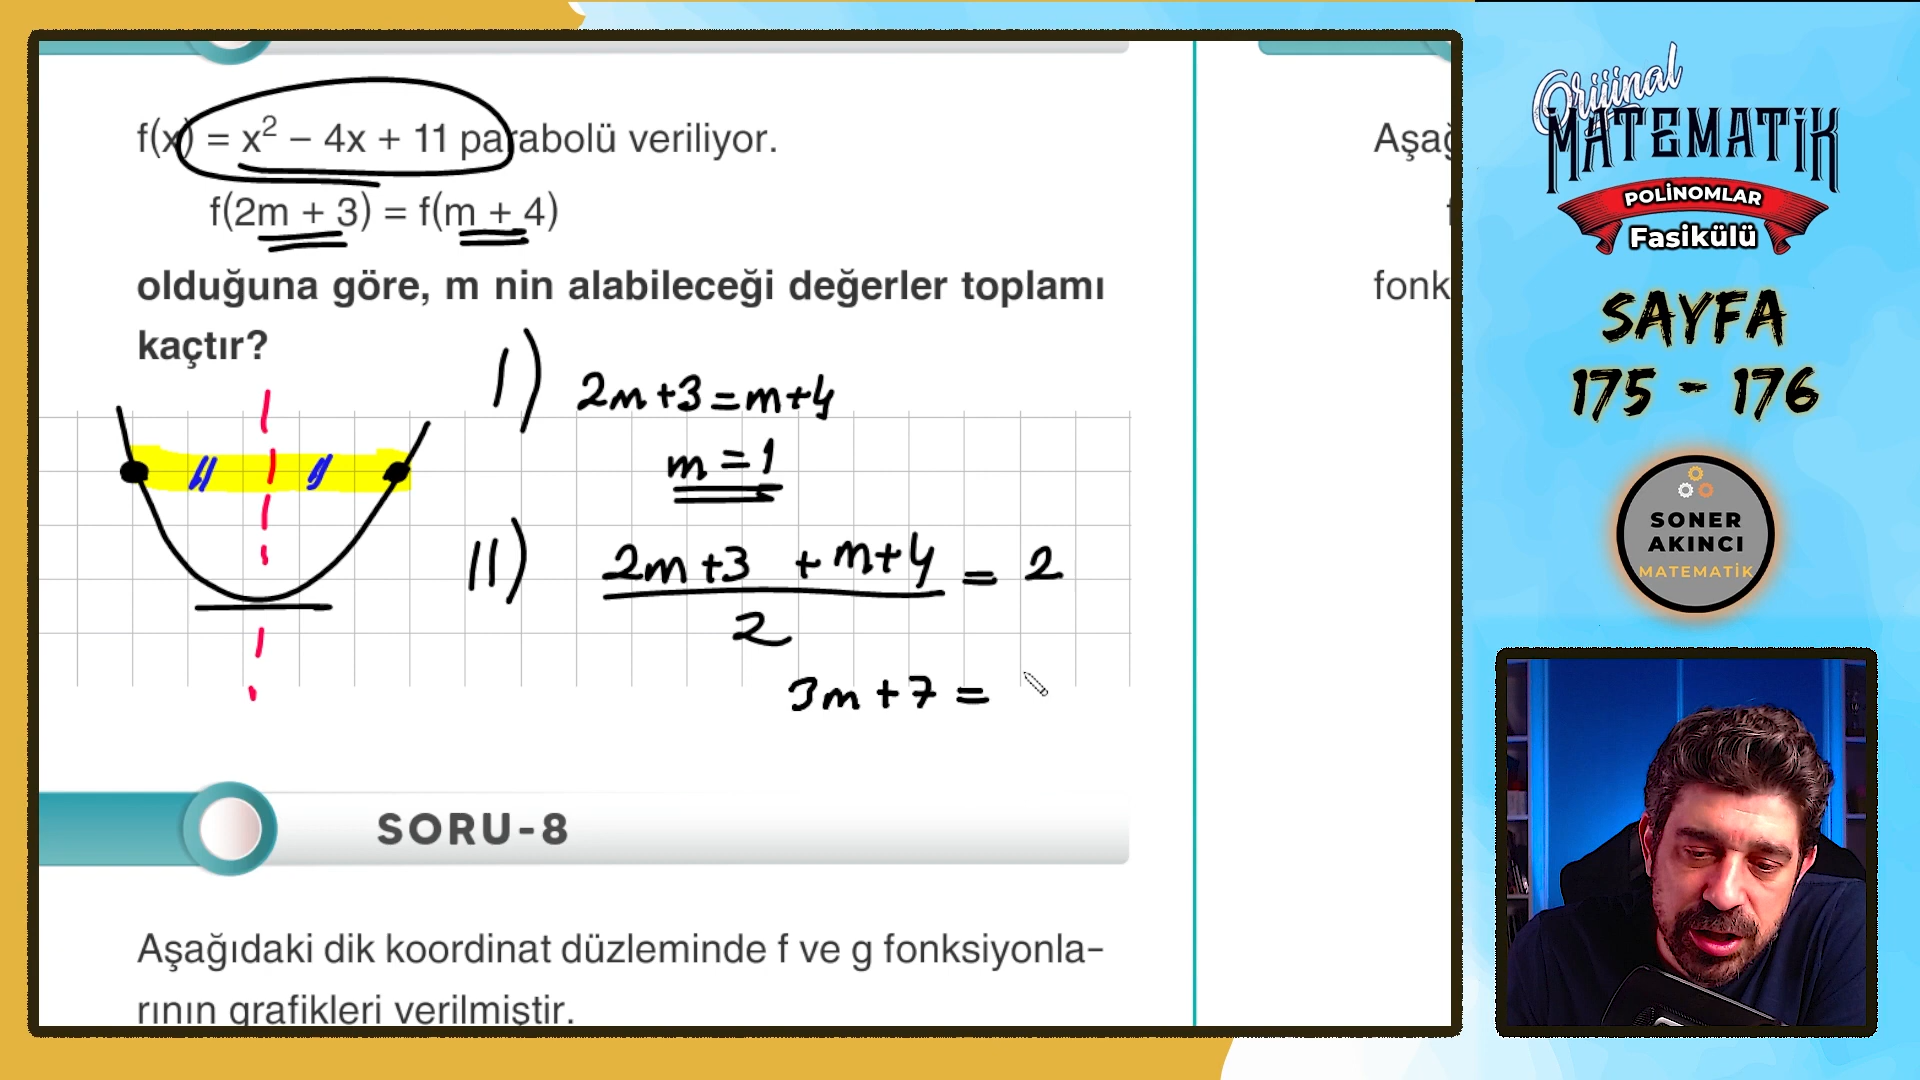 f(x) = x² − 4x + 11 parabolü veriliyor.
f(2m + 3) = f(m + 4)
olduğuna göre, m nin alabileceği değerler toplamı
kaçtır?
I) 2m+3=m+4
m=1
II) 2m+3 + m+4 = 2
2
3m+7=
SORU-8
Aşağıdaki dik koordinat düzleminde f ve g fonksiyonla-
rının grafikleri verilmiştir.
Aşağ
f
fonk
Orijinal
MATEMATİK
POLİNOMLAR
Fasikülü
SAYFA
175 - 176
SONER
AKINCI
MATEMATİK